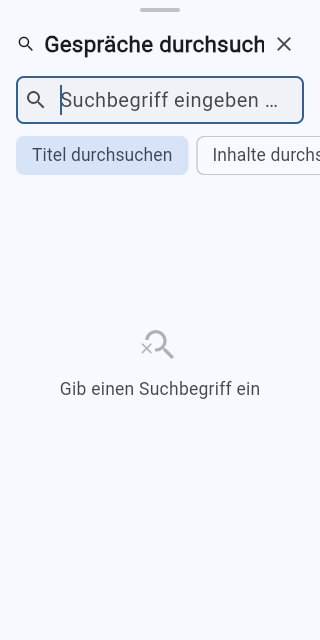 Gespräche durchsuch
Suchbegriff eingeben ...
Titel durchsuchen
Inhalte durchs
Gib einen Suchbegriff ein